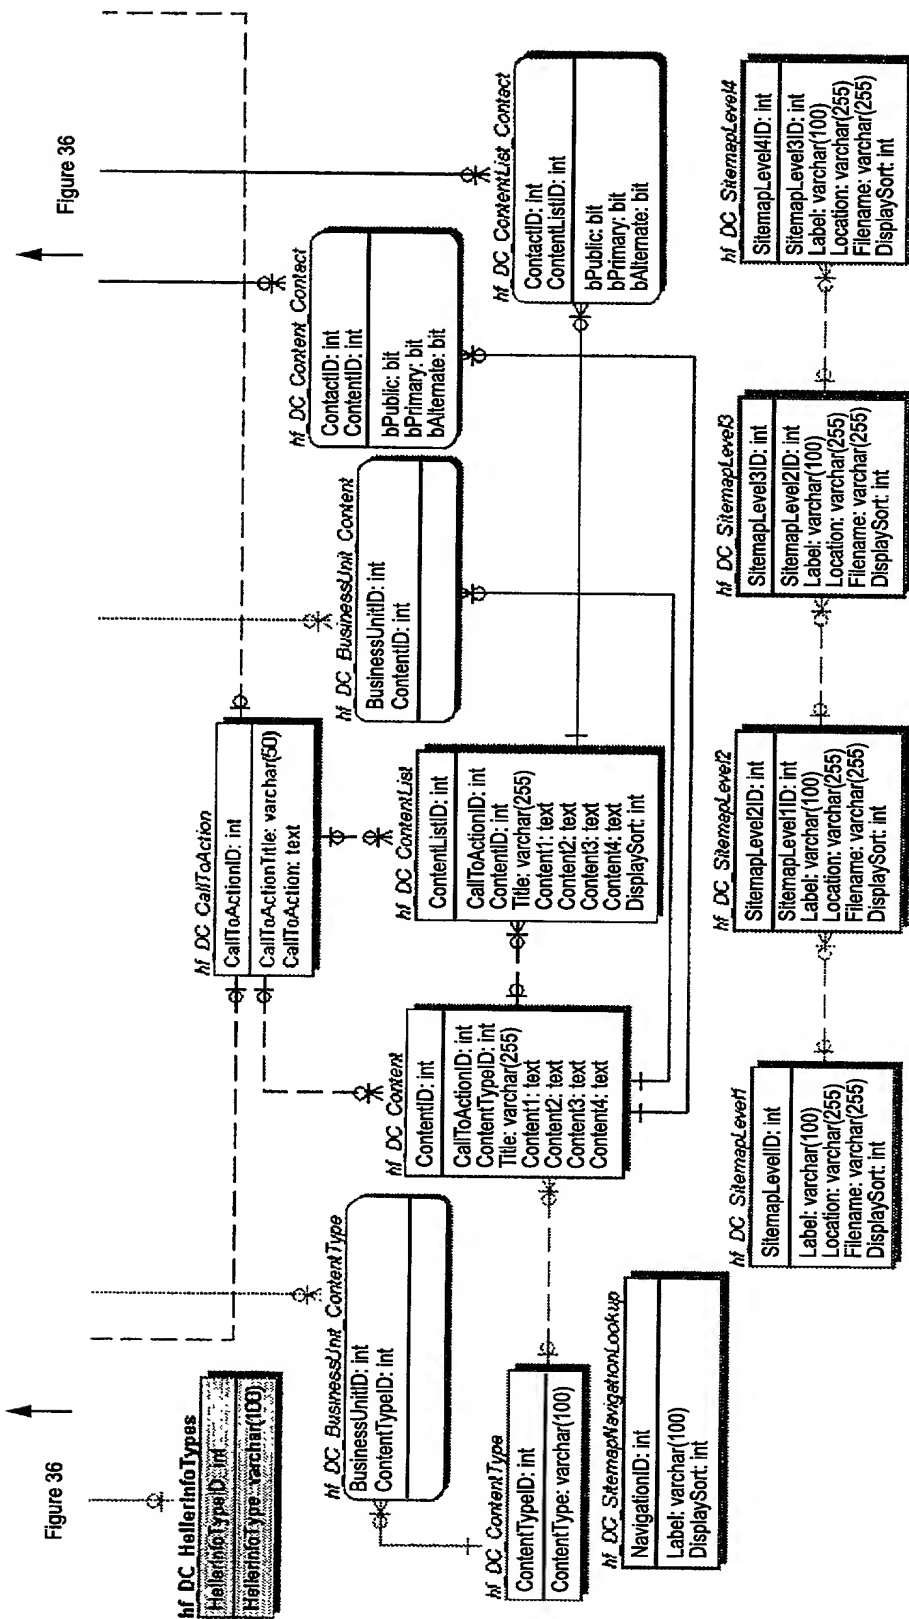 Figure 36
Figure 36
hf_DC_HellerInfoTypes
HellerInfoTypeID: int
HellerInfoType: varchar(100)
hf_DC_CallToAction
CallToActionID: int
CallToActionTitle: varchar(50)
CallToAction: text
hf_DC_BusinessUnit_ContentType
BusinessUnitID: int
ContentTypeID: int
hf_DC_BusinessUnit_Content
BusinessUnitID: int
ContentID: int
hf_DC_Content_Contact
ContactID: int
ContentID: int
bPublic: bit
bPrimary: bit
bAlternate: bit
hf_DC_ContentType
ContentTypeID: int
ContentType: varchar(100)
hf_DC_Content
ContentID: int
CallToActionID: int
ContentTypeID: int
Title: varchar(255)
Content1: text
Content2: text
Content3: text
Content4: text
hf_DC_ContentList
ContentListID: int
CallToActionID: int
ContentID: int
Title: varchar(255)
Content1: text
Content2: text
Content3: text
Content4: text
DisplaySort: int
hf_DC_ContentList_Contact
ContactID: int
ContentListID: int
bPublic: bit
bPrimary: bit
bAlternate: bit
hf_DC_SitemapNavigationLookup
NavigationID: int
Label: varchar(100)
DisplaySort: int
hf_DC_SitemapLevel1
SitemapLevel1ID: int
Label: varchar(100)
Location: varchar(255)
Filename: varchar(255)
DisplaySort: int
hf_DC_SitemapLevel2
SitemapLevel2ID: int
SitemapLevel1ID: int
Label: varchar(100)
Location: varchar(255)
Filename: varchar(255)
DisplaySort: int
hf_DC_SitemapLevel3
SitemapLevel3ID: int
SitemapLevel2ID: int
Label: varchar(100)
Location: varchar(255)
Filename: varchar(255)
DisplaySort: int
hf_DC_SitemapLevel4
SitemapLevel4ID: int
SitemapLevel3ID: int
Label: varchar(100)
Location: varchar(255)
Filename: varchar(255)
DisplaySort: int